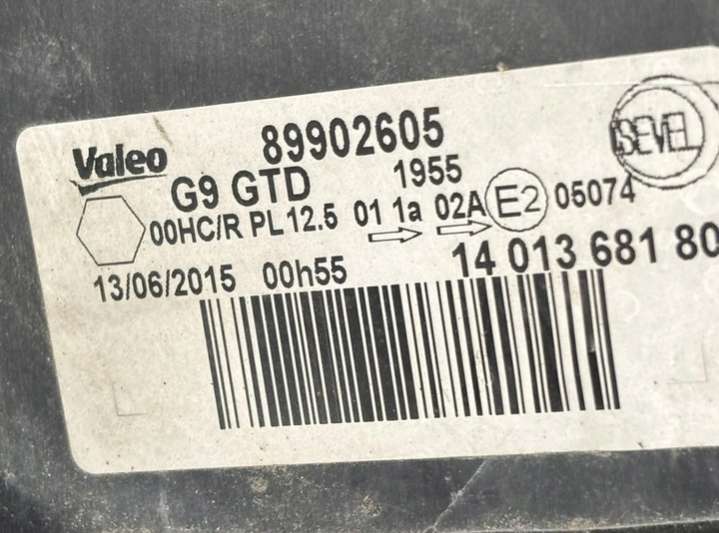 Valeo 89902605 SEVEL
G9 GTD 1955
00HC/R PL 12.5 01 1a 02A E2 05074
13/06/2015 00h55 14 013 681 80